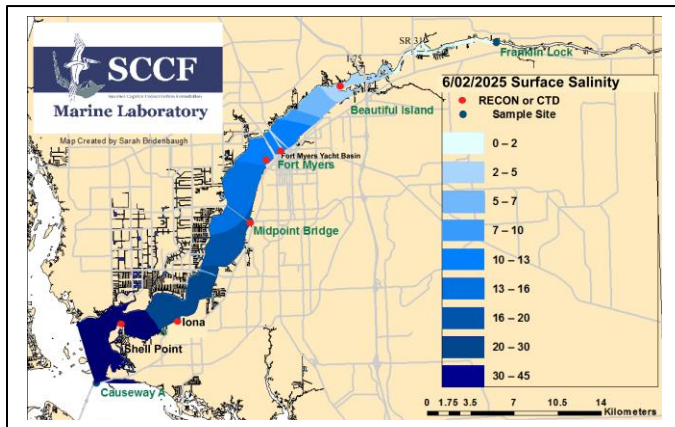 SCCF
Sanibel-Captiva Conservation Foundation
Marine Laboratory
Map Created by Sarah Bridenbaugh
SR 31
I-75
Franklin Lock
Beautiful Island
Fort Myers Yacht Basin
Fort Myers
Midpoint Bridge
Iona
Shell Point
Causeway A
6/02/2025 Surface Salinity
RECON or CTD
Sample Site
0 – 2
2 – 5
5 – 7
7 – 10
10 – 13
13 – 16
16 – 20
20 – 30
30 – 45
0 1.75 3.5 7 10.5 14
Kilometers